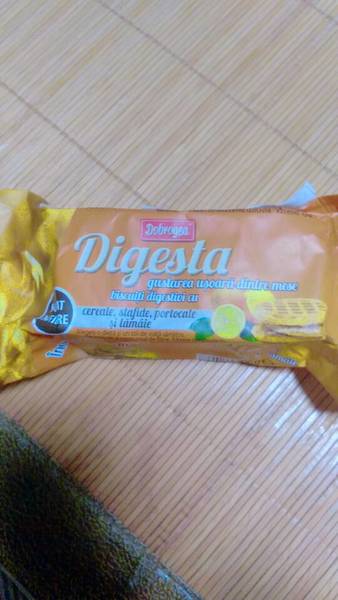 Dobrogea
Digesta
gustarea ușoară dintre mese
biscuiți digestivi cu
cereale, stafide, portocale
și lămâie